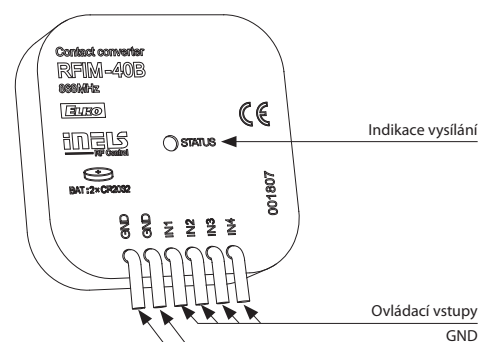 Contact converter
RFIM-40B
868MHz
ELKO
iNELS
RF Control
BAT :2×CR2032
STATUS
001807
GND GND IN1 IN2 IN3 IN4
Indikace vysílání
Ovládací vstupy
GND